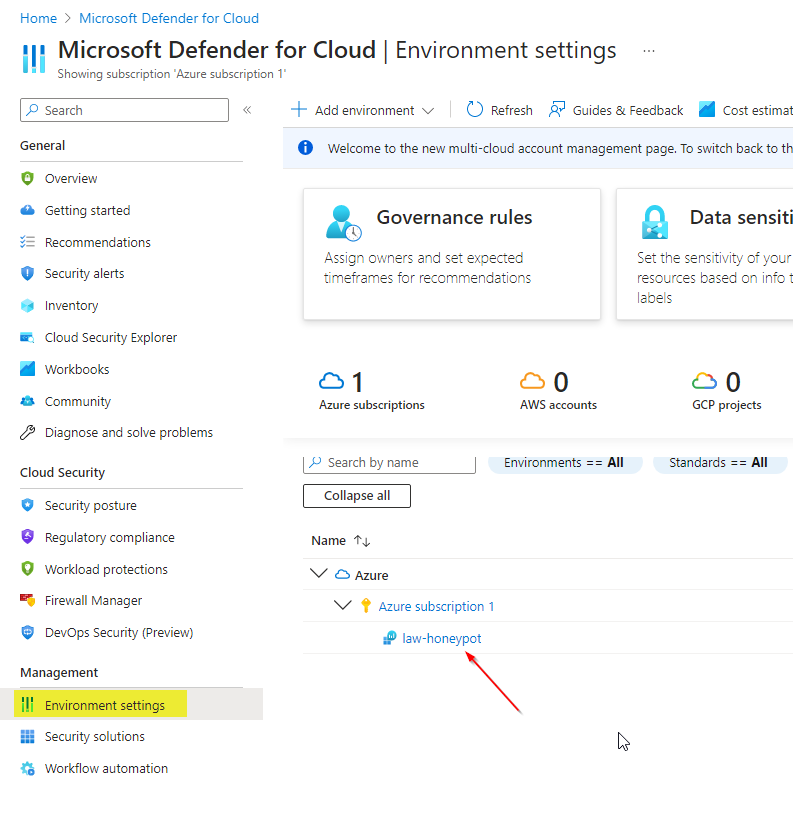 Home > Microsoft Defender for Cloud
Microsoft Defender for Cloud | Environment settings ...
Showing subscription 'Azure subscription 1'
Search «
General
Overview
Getting started
Recommendations
Security alerts
Inventory
Cloud Security Explorer
Workbooks
Community
Diagnose and solve problems
Cloud Security
Security posture
Regulatory compliance
Workload protections
Firewall Manager
DevOps Security (Preview)
Management
Environment settings
Security solutions
Workflow automation
Add environment Refresh Guides & Feedback Cost estimat
Welcome to the new multi-cloud account management page. To switch back to th
Governance rules
Assign owners and set expected
timeframes for recommendations
Data sensiti
Set the sensitivity of your
resources based on info t
labels
1
Azure subscriptions
0
AWS accounts
0
GCP projects
Search by name Environments == All Standards == All
Collapse all
Name ↑↓
Azure
Azure subscription 1
law-honeypot